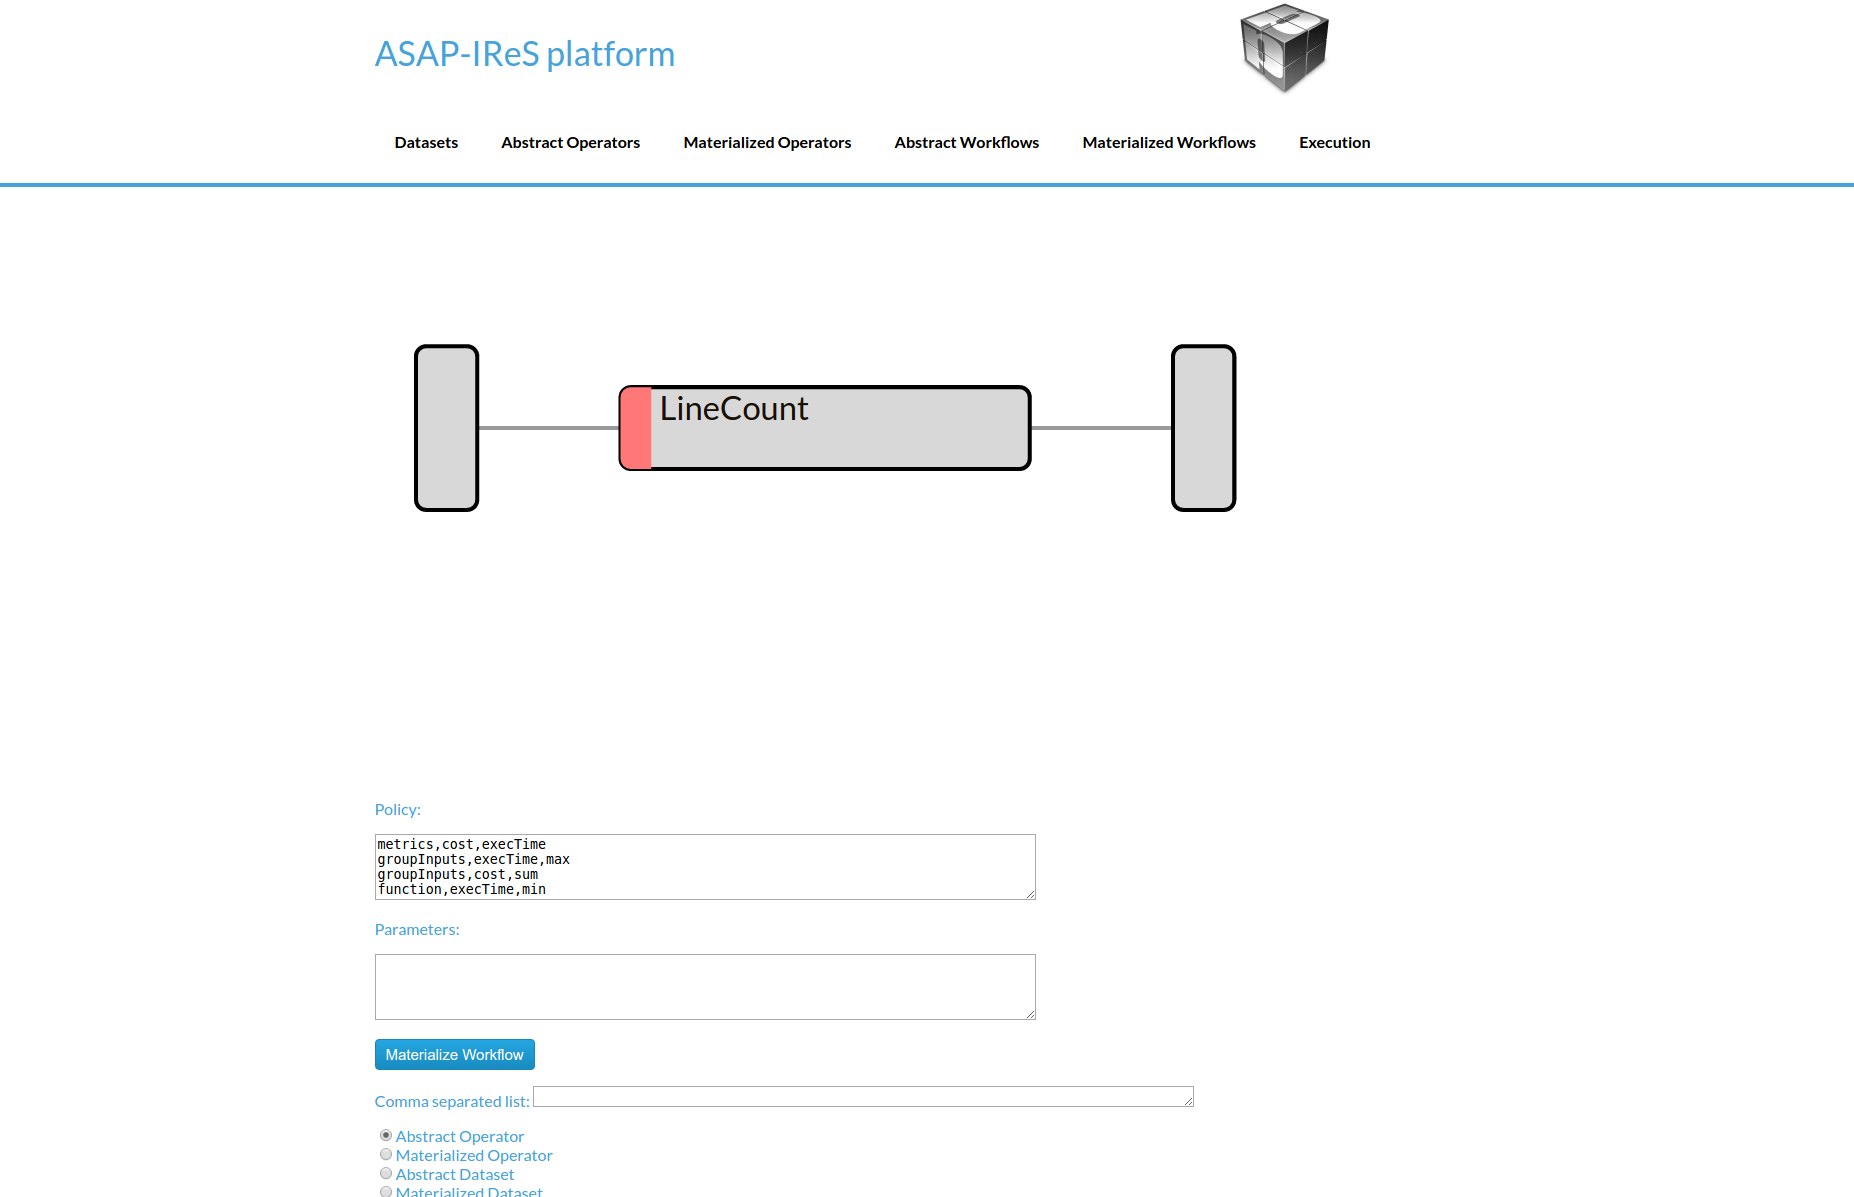 ASAP-IReS platform
Datasets Abstract Operators Materialized Operators Abstract Workflows Materialized Workflows Execution
LineCount
Policy:
metrics,cost,execTime
groupInputs,execTime,max
groupInputs,cost,sum
function,execTime,min
Parameters:
Materialize Workflow
Comma separated list:
Abstract Operator
Materialized Operator
Abstract Dataset
Materialized Dataset